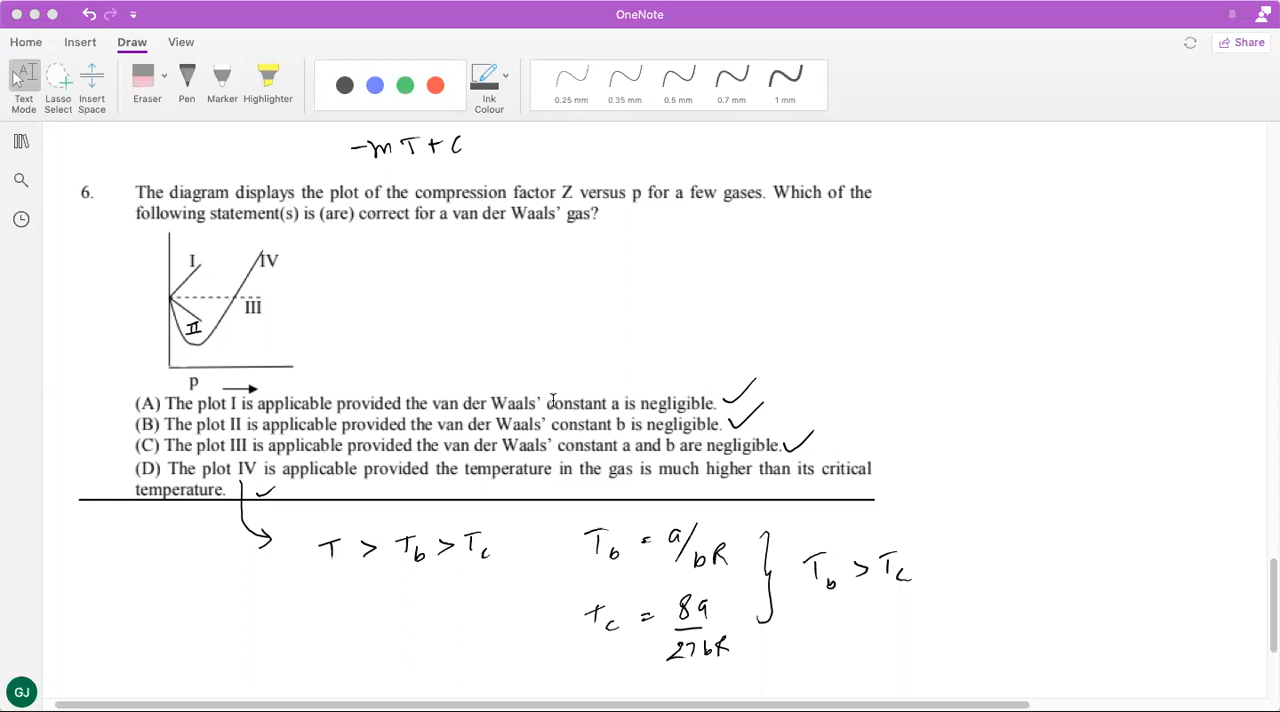 OneNote
Home Insert Draw View
Share
Text Mode
Lasso Select
Insert Space
Eraser
Pen
Marker
Highlighter
Ink Colour
0.25 mm
0.35 mm
0.5 mm
0.7 mm
1 mm
-mT+C
6. The diagram displays the plot of the compression factor Z versus p for a few gases. Which of the
following statement(s) is (are) correct for a van der Waals’ gas?
I
IV
III
II
p
(A) The plot I is applicable provided the van der Waals’ constant a is negligible.
(B) The plot II is applicable provided the van der Waals’ constant b is negligible.
(C) The plot III is applicable provided the van der Waals’ constant a and b are negligible.
(D) The plot IV is applicable provided the temperature in the gas is much higher than its critical
temperature.
T > Tb > Tc
Tb = a/bR
Tc = 8a/27bR
Tb > Tc
GJ